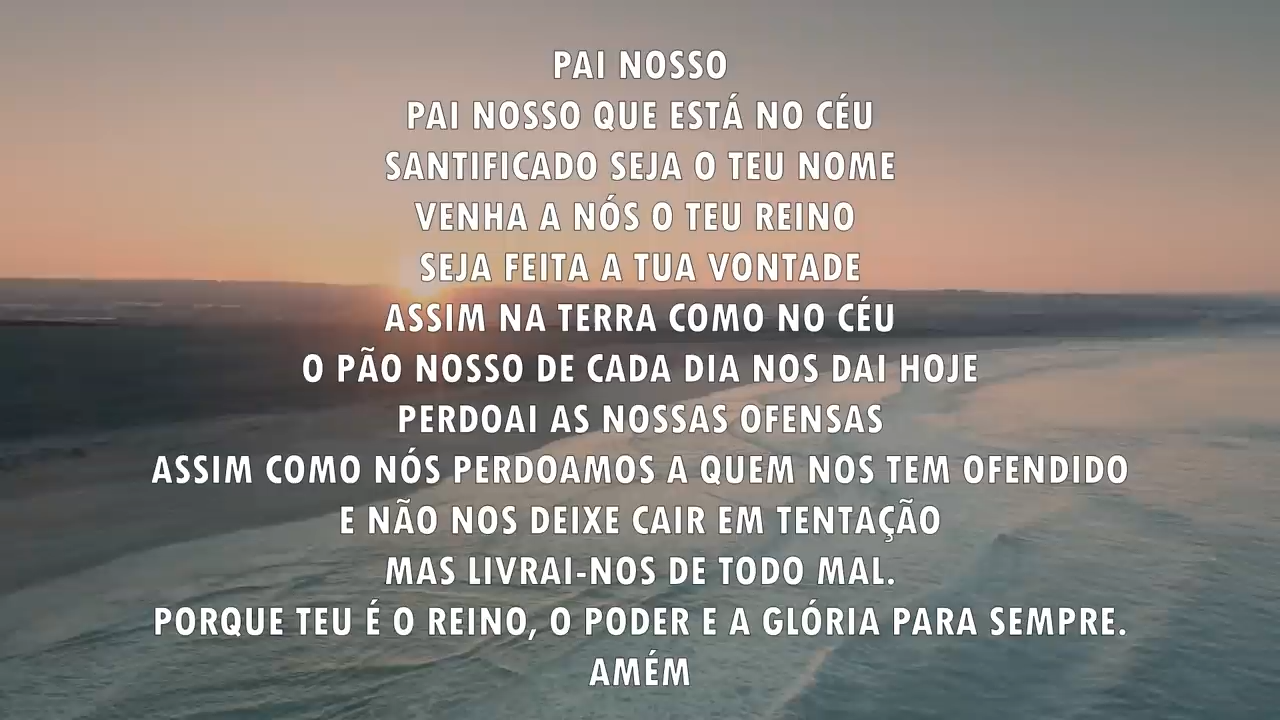 PAI NOSSO
PAI NOSSO QUE ESTÁ NO CÉU
SANTIFICADO SEJA O TEU NOME
VENHA A NÓS O TEU REINO
SEJA FEITA A TUA VONTADE
ASSIM NA TERRA COMO NO CÉU
O PÃO NOSSO DE CADA DIA NOS DAI HOJE
PERDOAI AS NOSSAS OFENSAS
ASSIM COMO NÓS PERDOAMOS A QUEM NOS TEM OFENDIDO
E NÃO NOS DEIXE CAIR EM TENTAÇÃO
MAS LIVRAI-NOS DE TODO MAL.
PORQUE TEU É O REINO, O PODER E A GLÓRIA PARA SEMPRE.
AMÉM